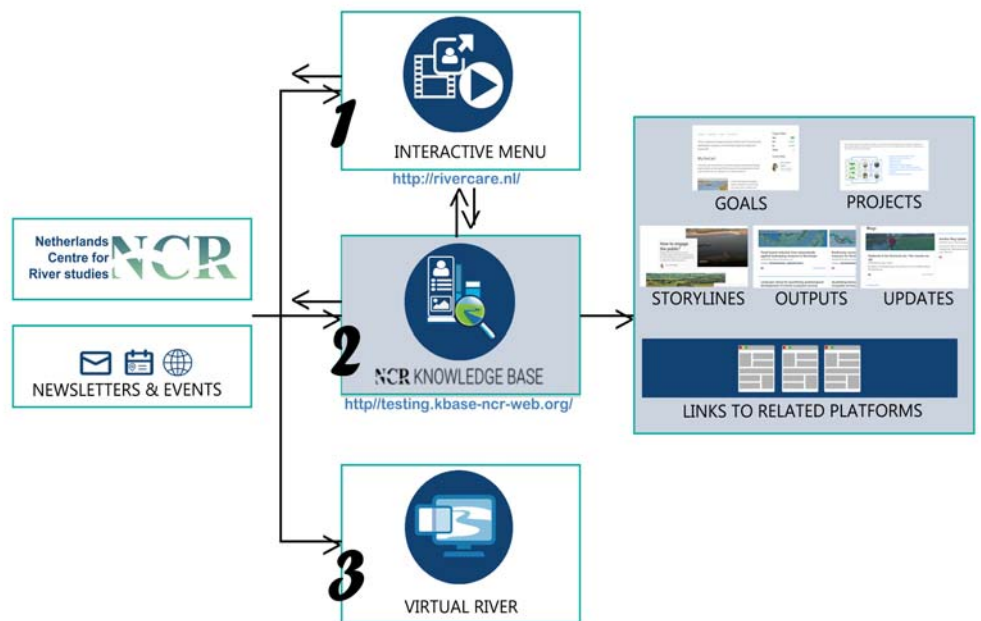 1
INTERACTIVE MENU
http://rivercare.nl/
Netherlands
Centre for
River studies
NCR
NEWSLETTERS & EVENTS
2
NCR KNOWLEDGE BASE
http//testing.kbase-ncr-web.org/
3
VIRTUAL RIVER
GOALS
PROJECTS
How to engage
the public?
STORYLINES
OUTPUTS
UPDATES
LINKS TO RELATED PLATFORMS